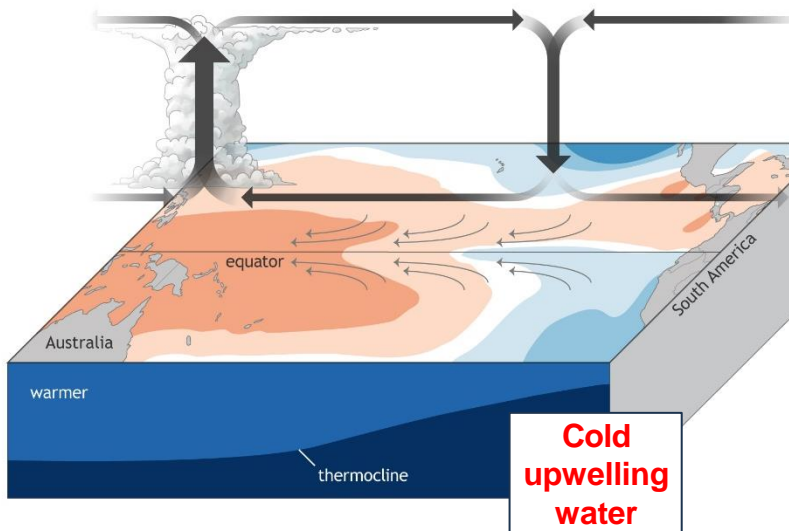 equator
South America
Australia
warmer
thermocline
Cold
upwelling
water